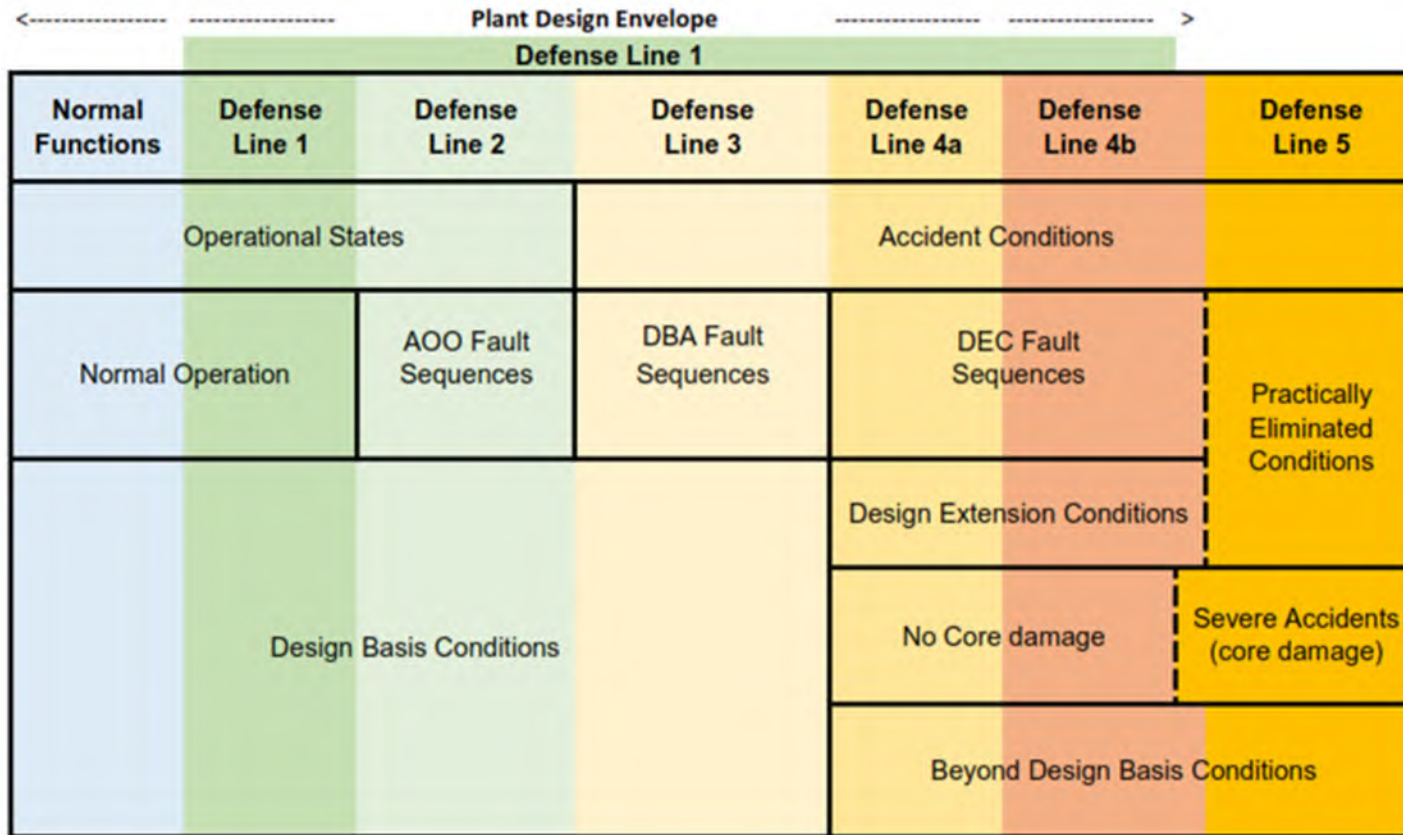 <---------------- ---------------- Plant Design Envelope ---------------- ---------------- >
Defense Line 1
Normal Functions
Defense Line 1
Defense Line 2
Defense Line 3
Defense Line 4a
Defense Line 4b
Defense Line 5
Operational States
Accident Conditions
Normal Operation
AOO Fault
Sequences
DBA Fault
Sequences
DEC Fault
Sequences
Practically
Eliminated
Conditions
Design Extension Conditions
Design Basis Conditions
No Core damage
Severe Accidents
(core damage)
Beyond Design Basis Conditions